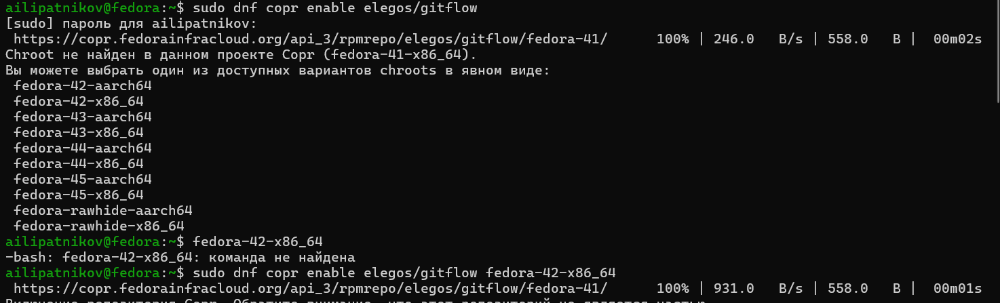 ailipatnikov@fedora:~$ sudo dnf copr enable elegos/gitflow
[sudo] пароль для ailipatnikov:
https://copr.fedorainfracloud.org/api_3/rpmrepo/elegos/gitflow/fedora-41/ 100% | 246.0 B/s | 558.0 B | 00m02s
Chroot не найден в данном проекте Copr (fedora-41-x86_64).
Вы можете выбрать один из доступных вариантов chroots в явном виде:
fedora-42-aarch64
fedora-42-x86_64
fedora-43-aarch64
fedora-43-x86_64
fedora-44-aarch64
fedora-44-x86_64
fedora-45-aarch64
fedora-45-x86_64
fedora-rawhide-aarch64
fedora-rawhide-x86_64
ailipatnikov@fedora:~$ fedora-42-x86_64
-bash: fedora-42-x86_64: команда не найдена
ailipatnikov@fedora:~$ sudo dnf copr enable elegos/gitflow fedora-42-x86_64
https://copr.fedorainfracloud.org/api_3/rpmrepo/elegos/gitflow/fedora-41/ 100% | 931.0 B/s | 558.0 B | 00m01s